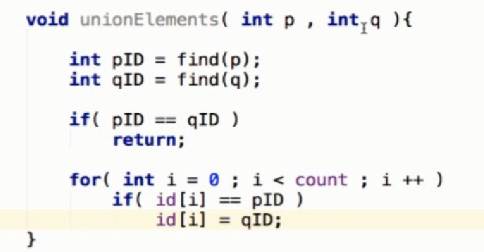 void unionElements( int p , int q ){
int pID = find(p);
int qID = find(q);
if( pID == qID )
return;
for( int i = 0 ; i < count ; i ++ )
if( id[i] == pID )
id[i] = qID;
}